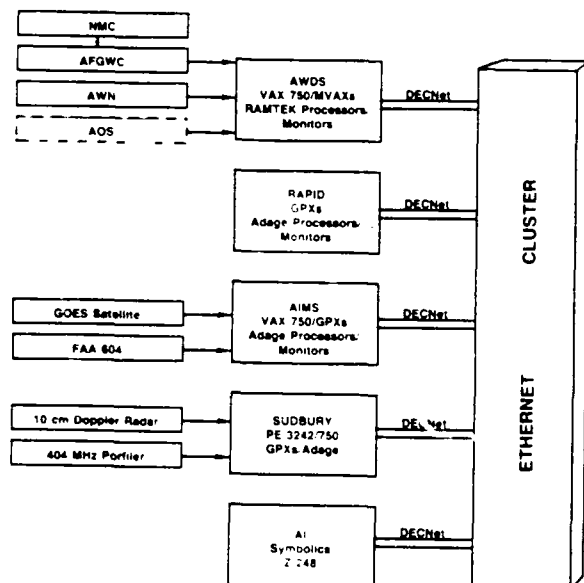 NMC
AFGWC
AWN
AOS
AWDS
VAX 750/MVAXs
RAMTEK Processors/
Monitors
DECNet
RAPID
GPXs
Adage Processors/
Monitors
DECNet
GOES Satellite
FAA 604
AIMS
VAX 750/GPXs
Adage Processors/
Monitors
DECNet
10 cm Doppler Radar
404 MHz Porfiler
SUDBURY
PE 3242/750
GPXs/Adage
DECNet
AI
Symbolics
Z 248
DECNet
ETHERNET CLUSTER